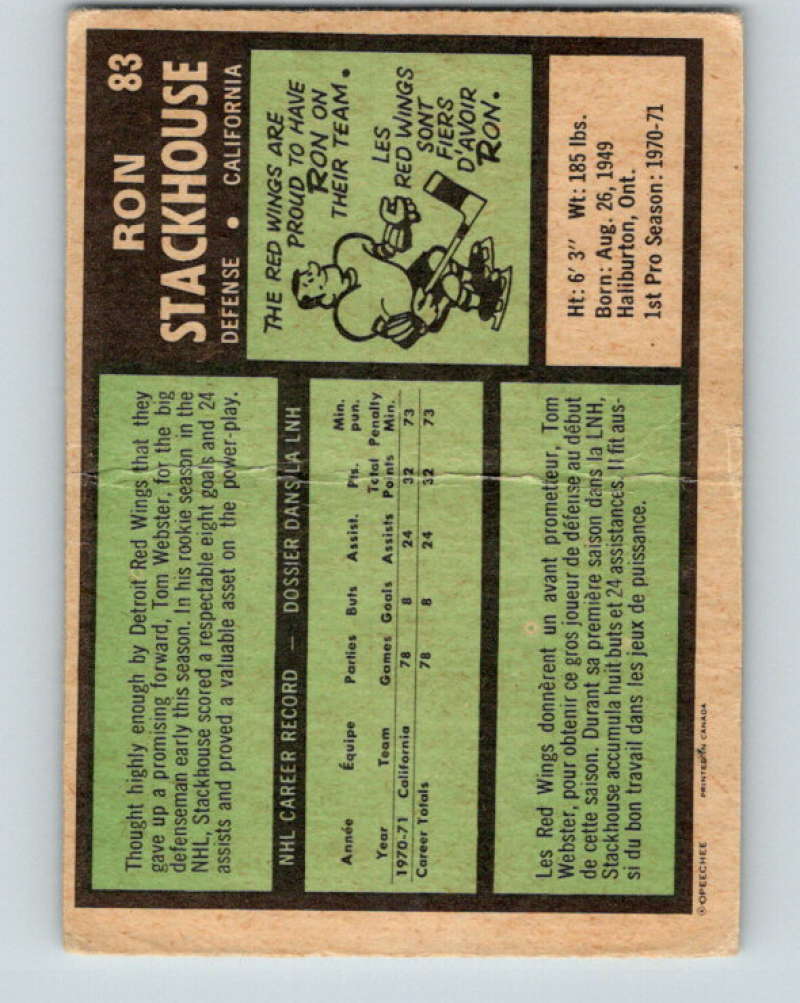 RON 83
STACKHOUSE
DEFENSE • CALIFORNIA
THE RED WINGS ARE
PROUD TO HAVE
RON ON
THEIR TEAM.
LES
RED WINGS
SONT
FIERS
D'AVOIR
RON.
Ht: 6' 3" Wt: 185 lbs.
Born: Aug. 26, 1949
Haliburton, Ont.
1st Pro Season: 1970-71
Thought highly enough by Detroit Red Wings that they
gave up a promising forward, Tom Webster, for the big
defenseman early this season. In his rookie season in the
NHL, Stackhouse scored a respectable eight goals and 24
assists and proved a valuable asset on the power-play.
NHL CAREER RECORD — DOSSIER DANS LA LNH
Min.
Année Équipe Parties Buts Assist. Pts. pun.
Total Penalty
Year Team Games Goals Assists Points Min.
1970-71 California 78 8 24 32 73
Career Totals 78 8 24 32 73
Les Red Wings donnèrent un avant prometteur, Tom
Webster, pour obtenir ce gros joueur de défense au début
de cette saison. Durant sa première saison dans la LNH,
Stackhouse accumula huit buts et 24 assistances. Il fit aus-
si du bon travail dans les jeux de puissance.
© OPEECHEE PRINTED IN CANADA